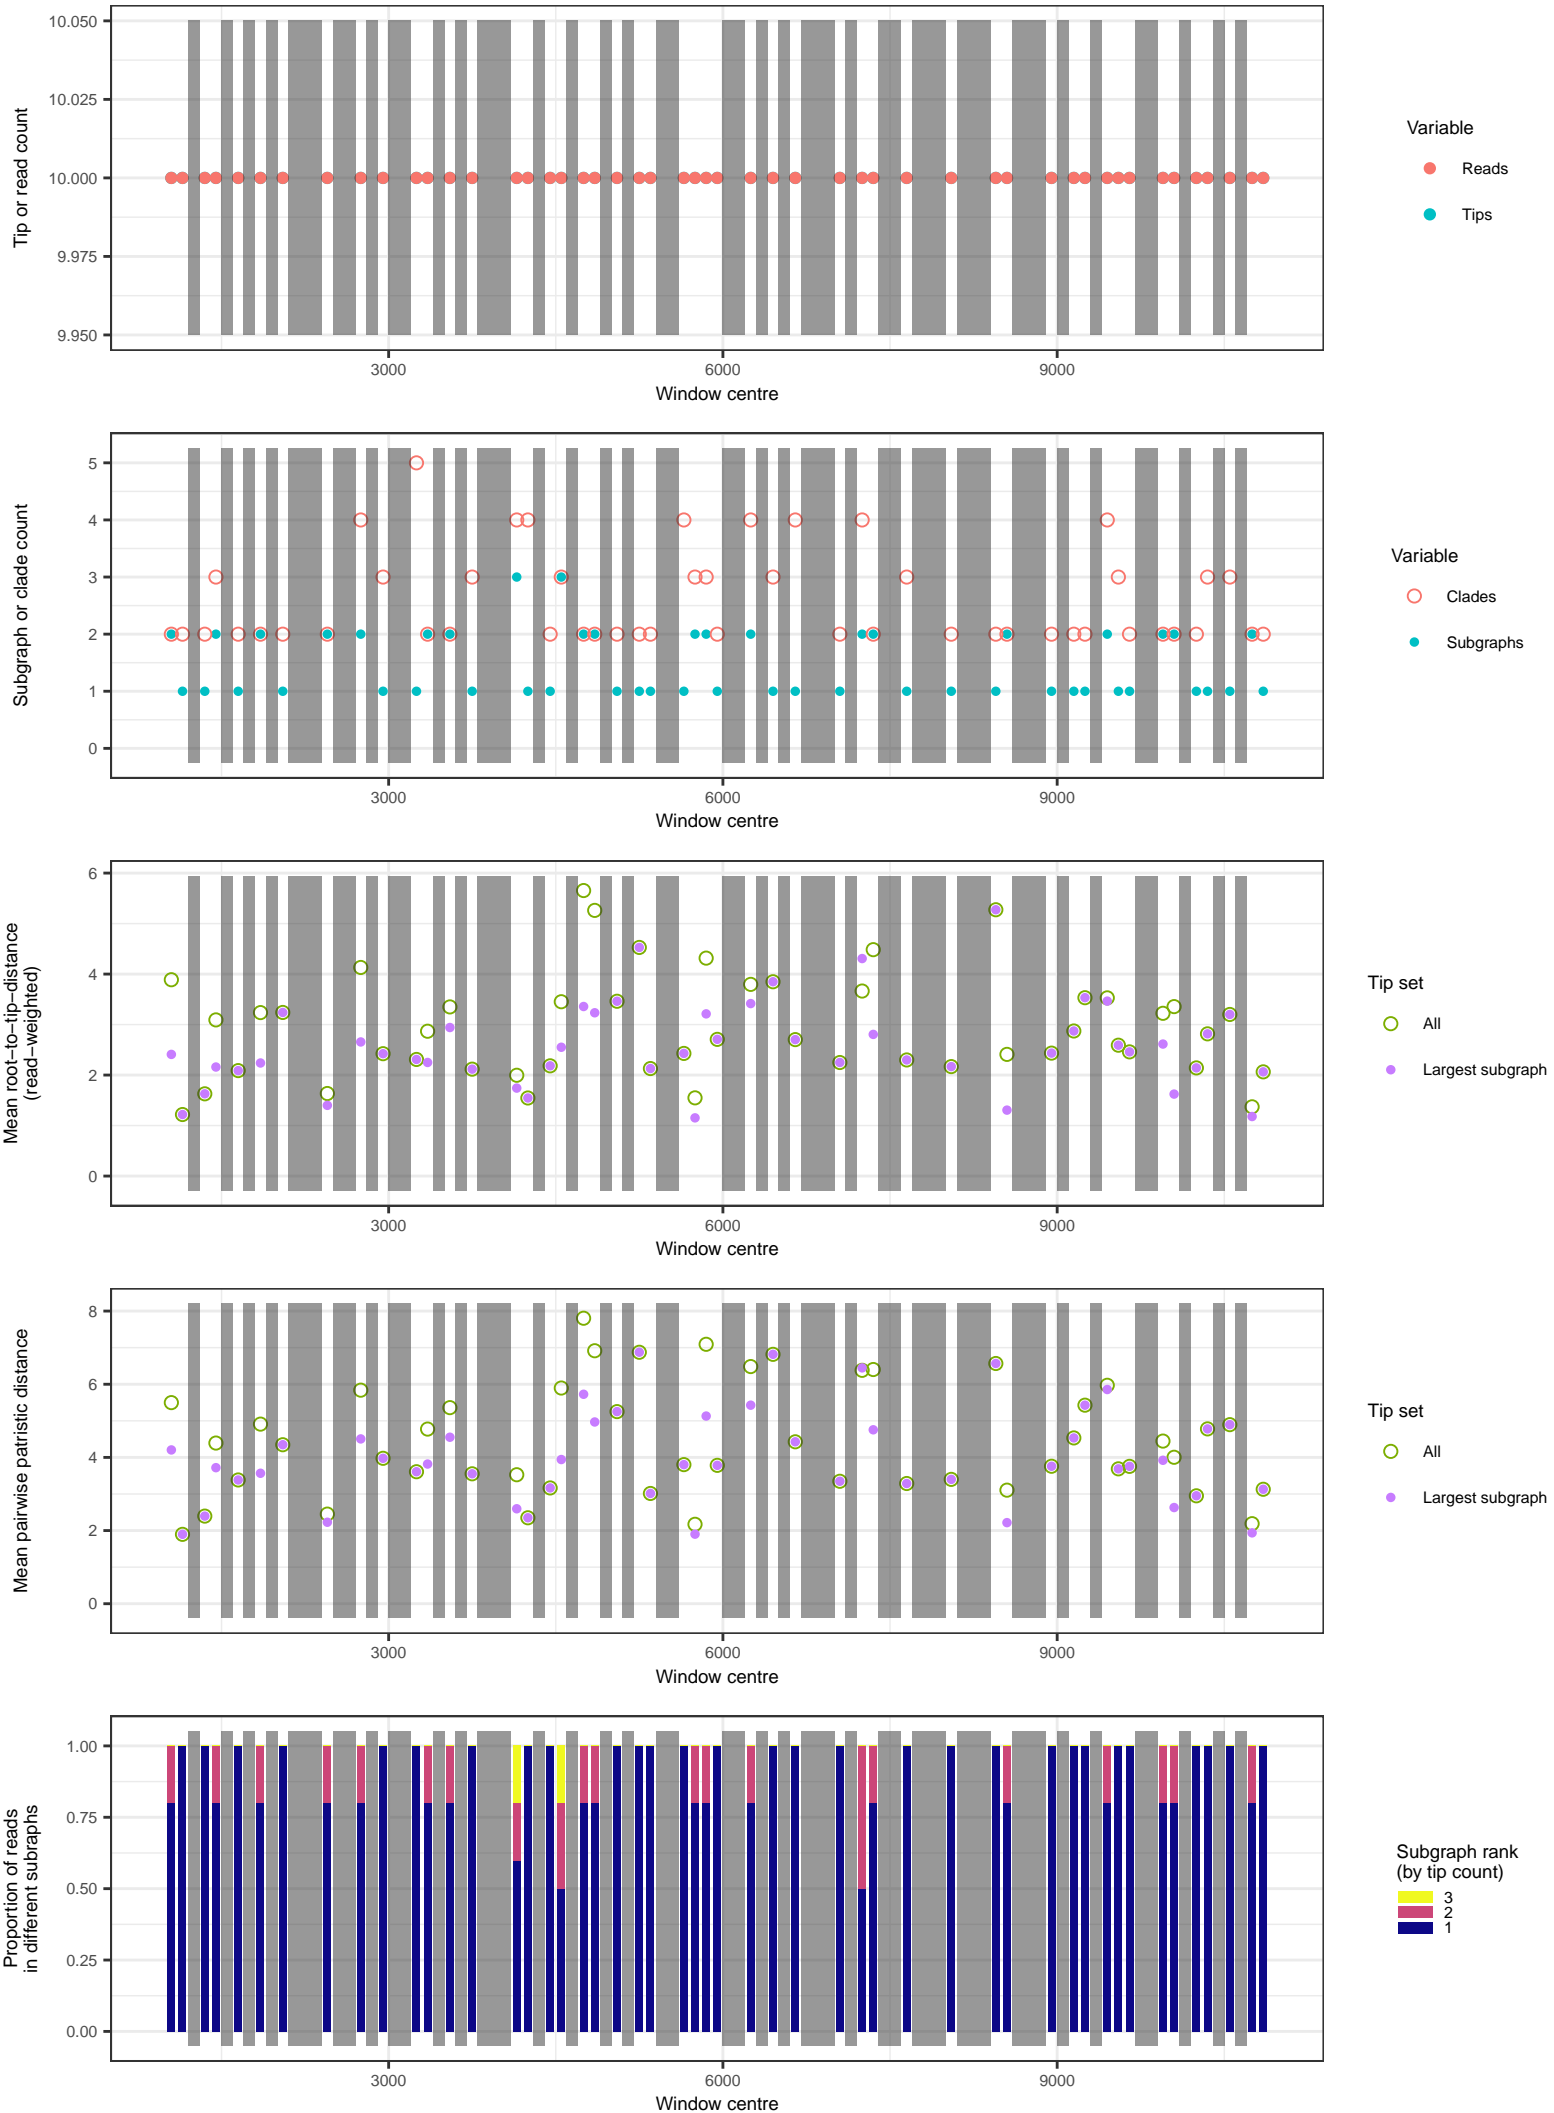 10.050
10.025
10.000
9.975
9.950
Tip or read count
3000
6000
9000
Window centre
Variable
Reads
Tips
5
4
3
2
1
0
Subgraph or clade count
3000
6000
9000
Window centre
Variable
Clades
Subgraphs
6
4
2
0
Mean root−to−tip−distance
(read−weighted)
3000
6000
9000
Window centre
Tip set
All
Largest subgraph
8
6
4
2
0
Mean pairwise patristic distance
3000
6000
9000
Window centre
Tip set
All
Largest subgraph
1.00
0.75
0.50
0.25
0.00
Proportion of reads
in different subraphs
3000
6000
9000
Window centre
Subgraph rank
(by tip count)
3
2
1